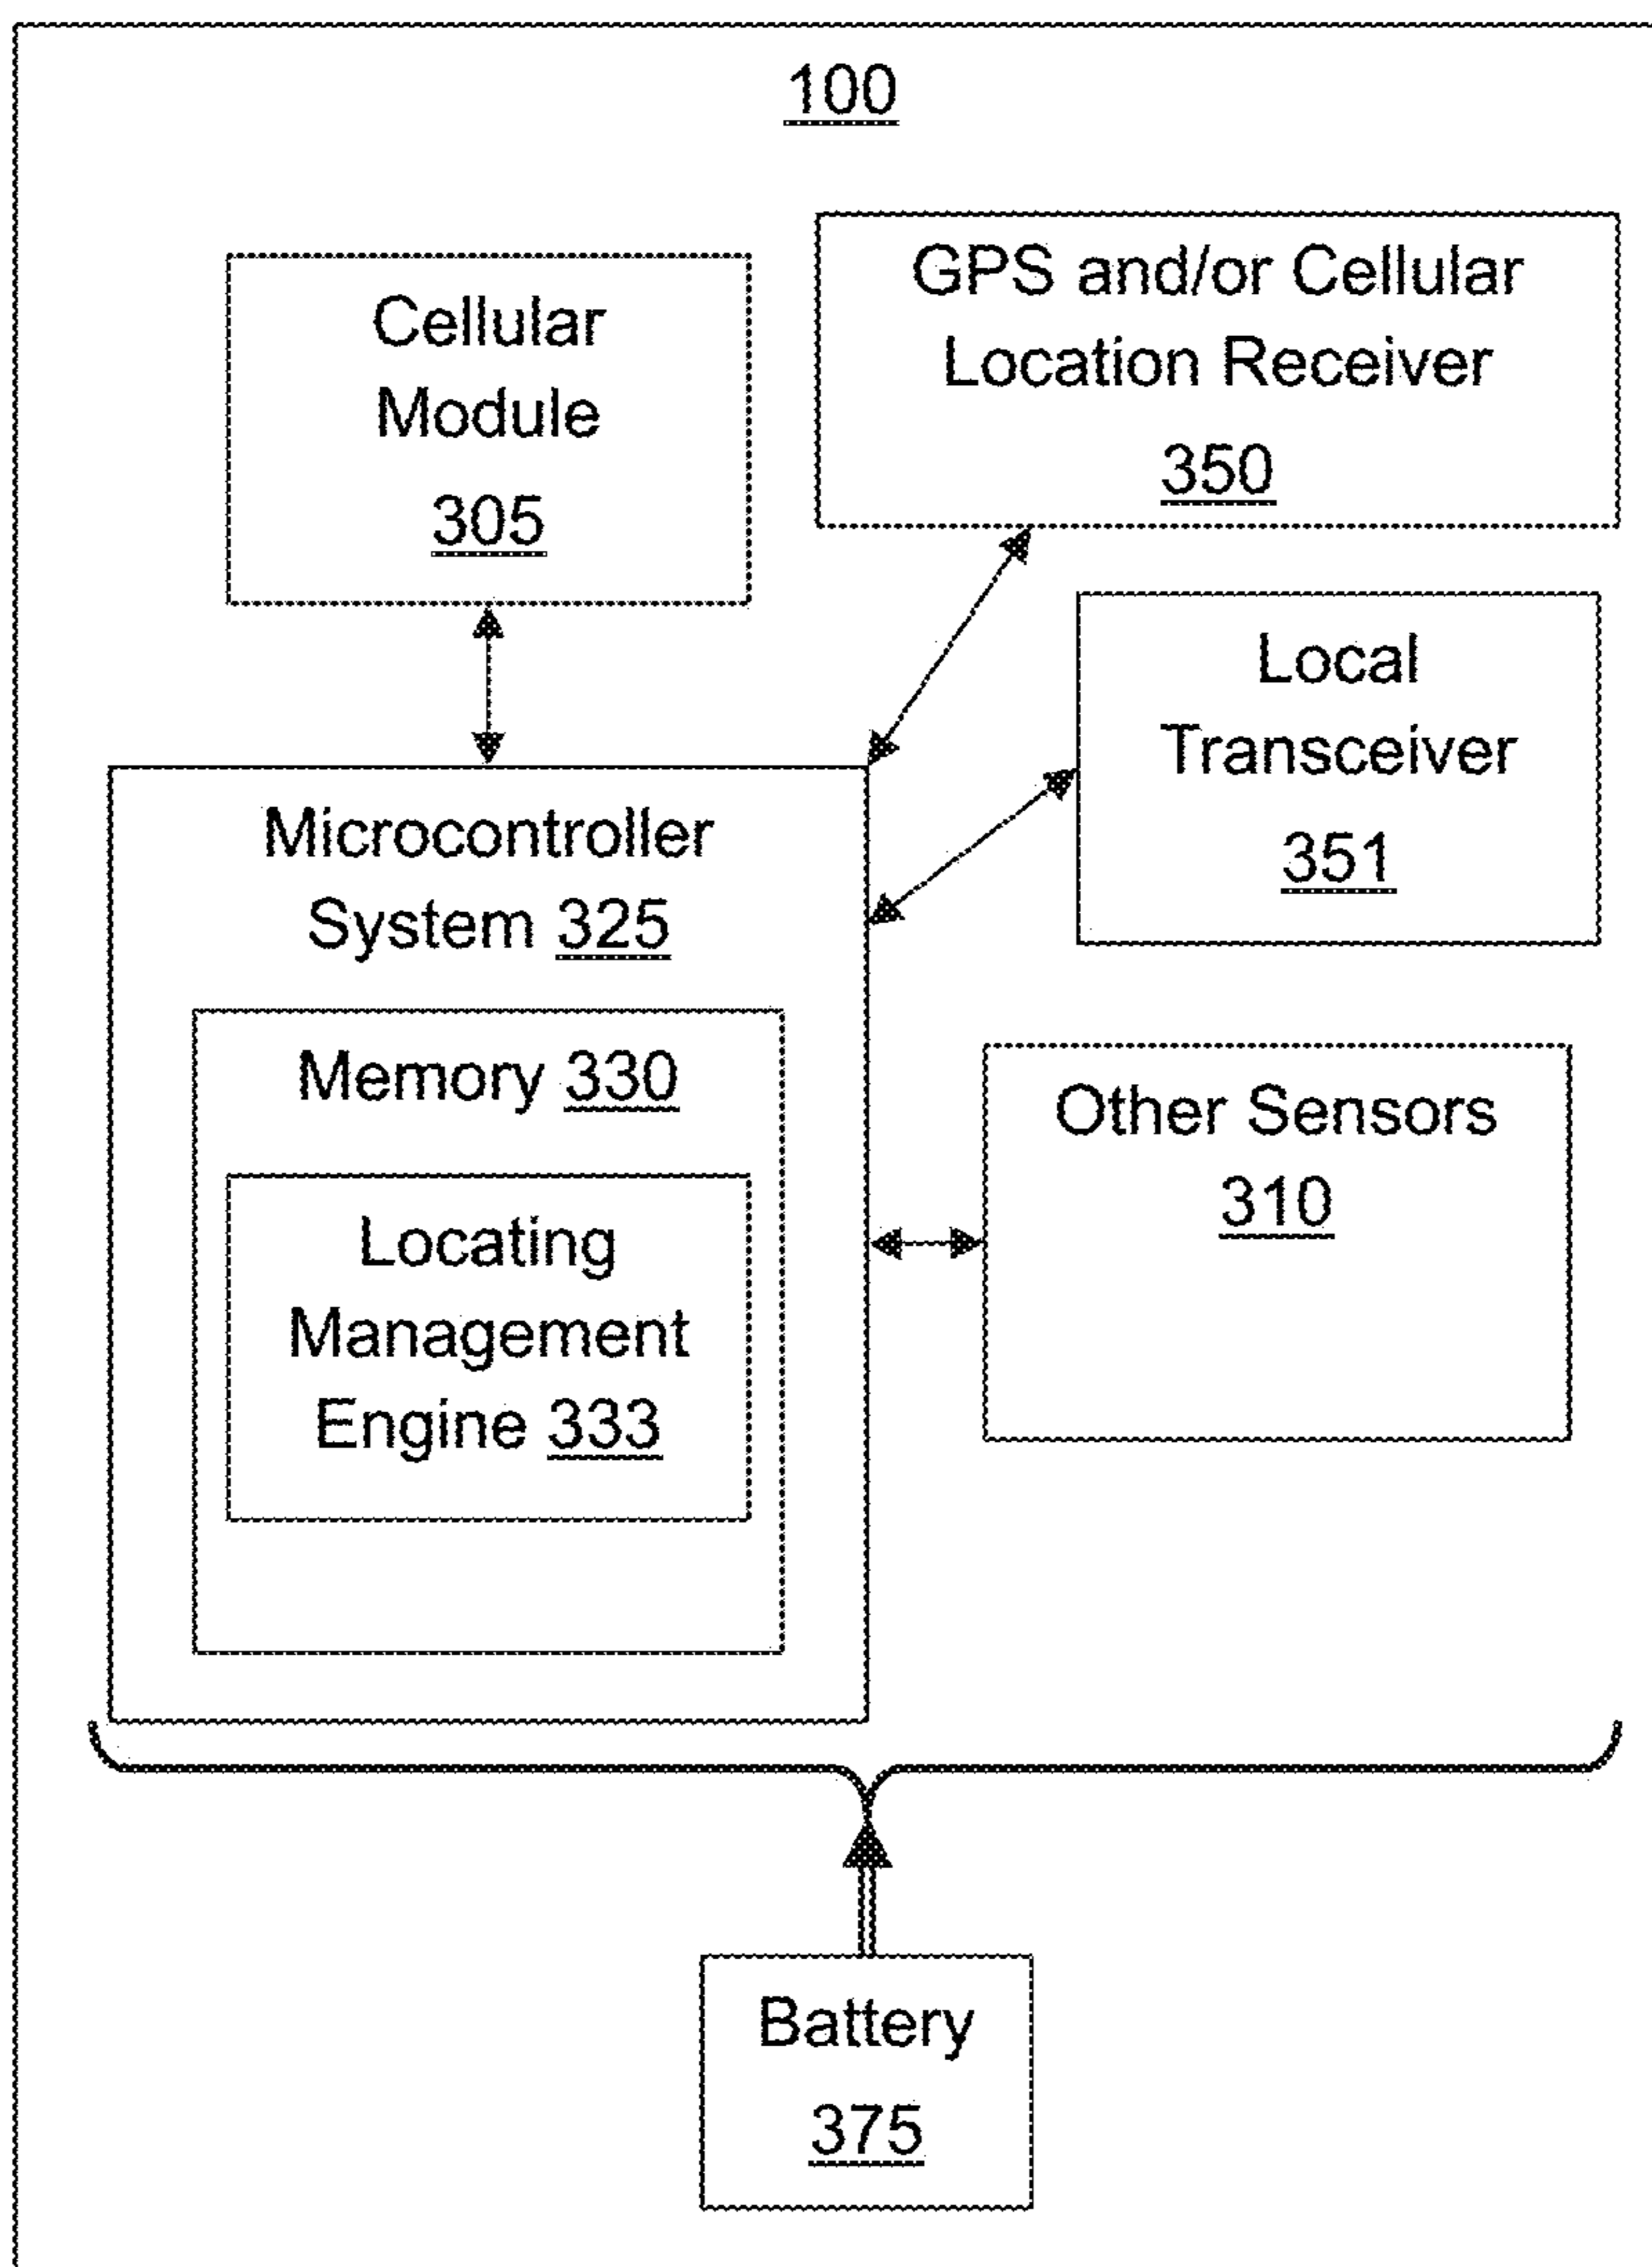 100
Cellular
Module
305
GPS and/or Cellular
Location Receiver
350
Local
Transceiver
351
Microcontroller
System 325
Memory 330
Locating
Management
Engine 333
Other Sensors
310
Battery
375